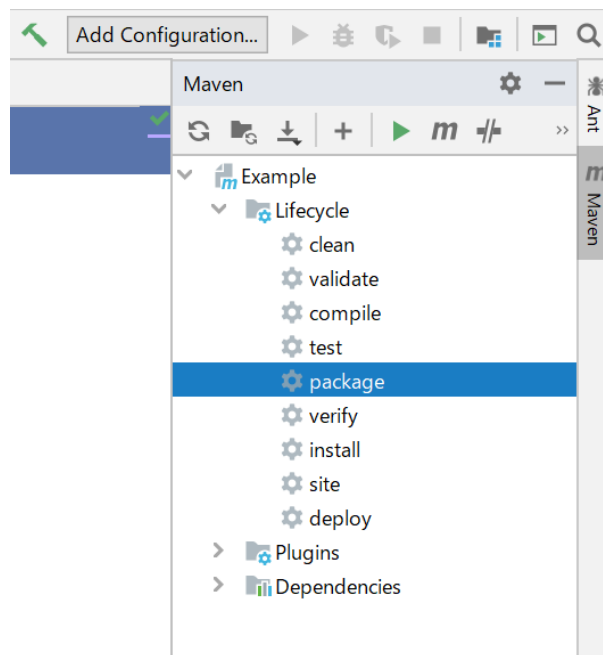 Add Configuration...
Maven
m
Example
Lifecycle
clean
validate
compile
test
package
verify
install
site
deploy
Plugins
Dependencies
Ant
Maven